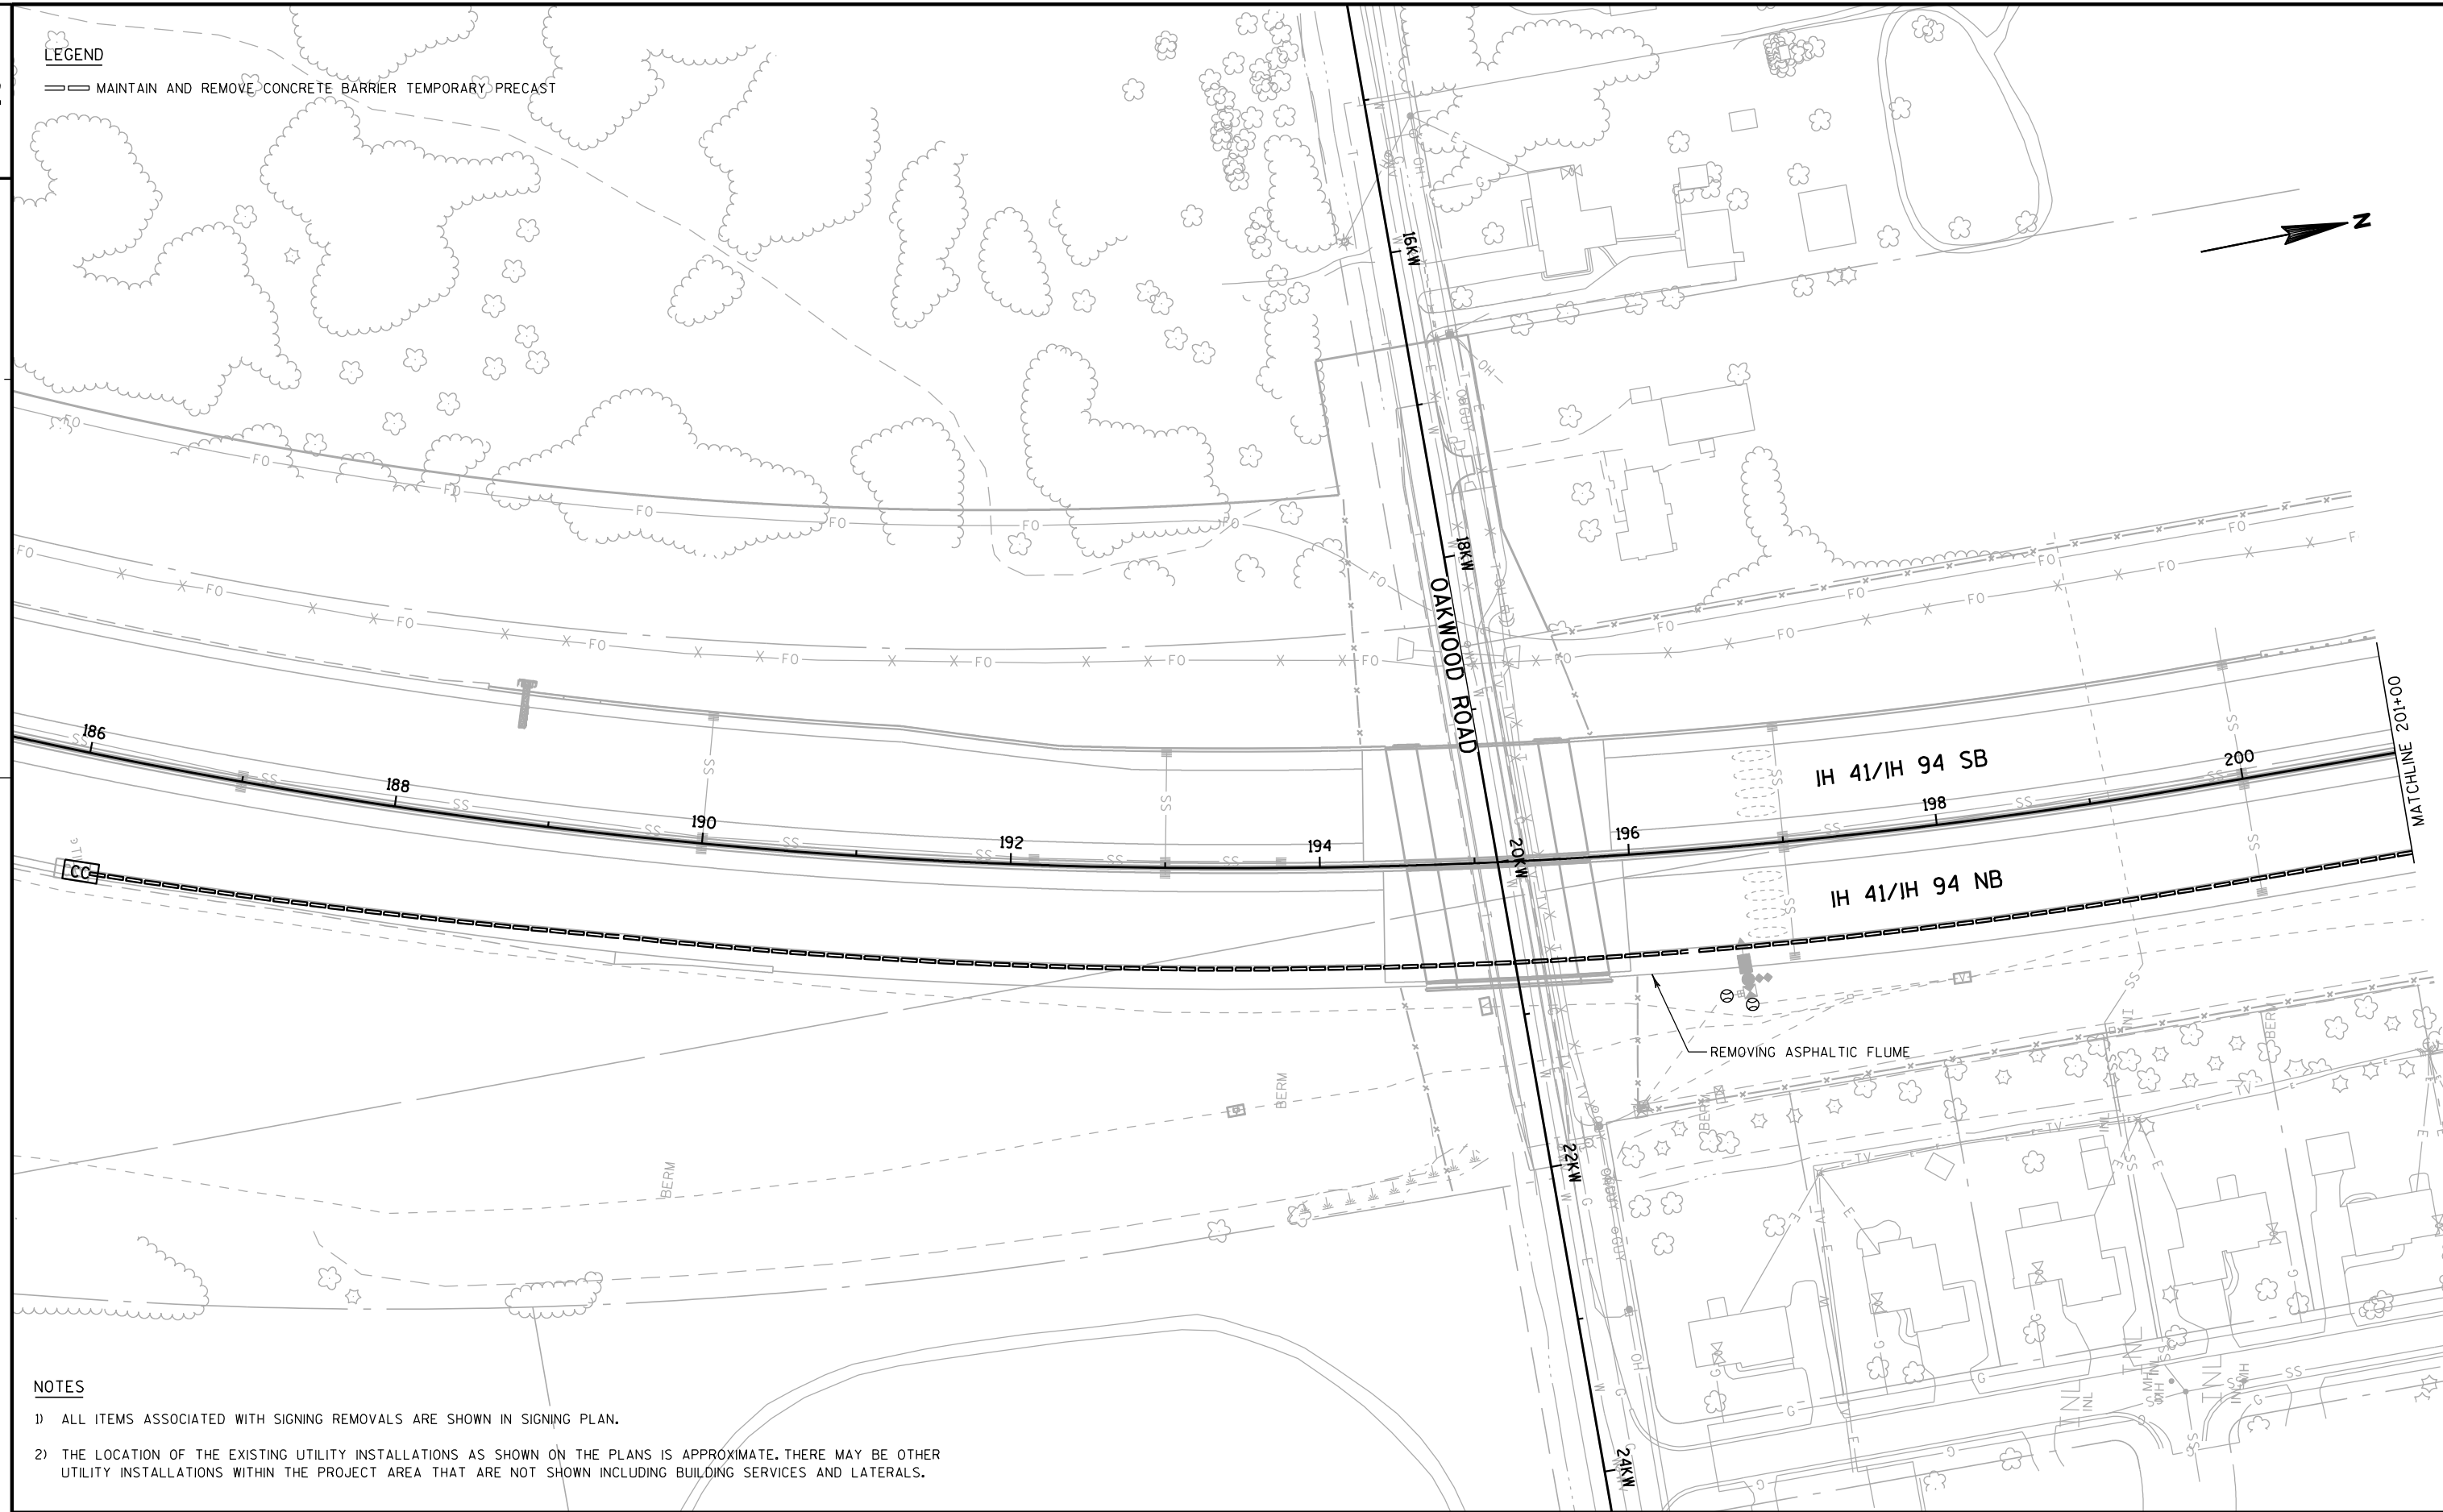 LEGEND
MAINTAIN AND REMOVE CONCRETE BARRIER TEMPORARY PRECAST
N
16KW
18KW
OAKWOOD ROAD
20KW
22KW
24KW
186
188
190
192
194
196
198
200
IH 41/IH 94 SB
IH 41/IH 94 NB
MATCHLINE 201+00
CC
REMOVING ASPHALTIC FLUME
BERM
BERM
BERM
BERM
NOTES
1) ALL ITEMS ASSOCIATED WITH SIGNING REMOVALS ARE SHOWN IN SIGNING PLAN.
2) THE LOCATION OF THE EXISTING UTILITY INSTALLATIONS AS SHOWN ON THE PLANS IS APPROXIMATE. THERE MAY BE OTHER
UTILITY INSTALLATIONS WITHIN THE PROJECT AREA THAT ARE NOT SHOWN INCLUDING BUILDING SERVICES AND LATERALS.